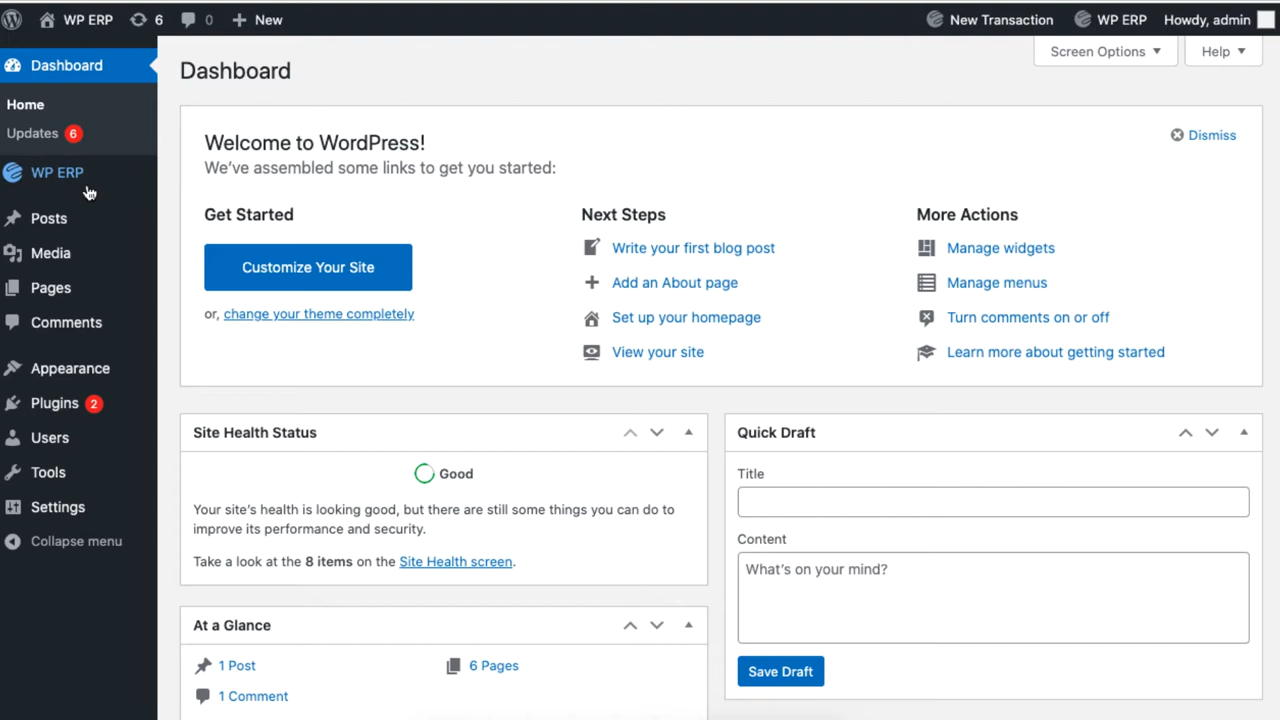 WP ERP 6 0 New New Transaction WP ERP Howdy, admin
Dashboard
Home
Updates 6
WP ERP
Posts
Media
Pages
Comments
Appearance
Plugins 2
Users
Tools
Settings
Collapse menu
Screen Options Help
Dashboard
Welcome to WordPress!
Dismiss
We've assembled some links to get you started:
Get Started
Customize Your Site
or, change your theme completely
Next Steps
Write your first blog post
Add an About page
Set up your homepage
View your site
More Actions
Manage widgets
Manage menus
Turn comments on or off
Learn more about getting started
Site Health Status
Good
Your site's health is looking good, but there are still some things you can do to
improve its performance and security.
Take a look at the 8 items on the Site Health screen.
At a Glance
1 Post 6 Pages
1 Comment
Quick Draft
Title
Content
What's on your mind?
Save Draft